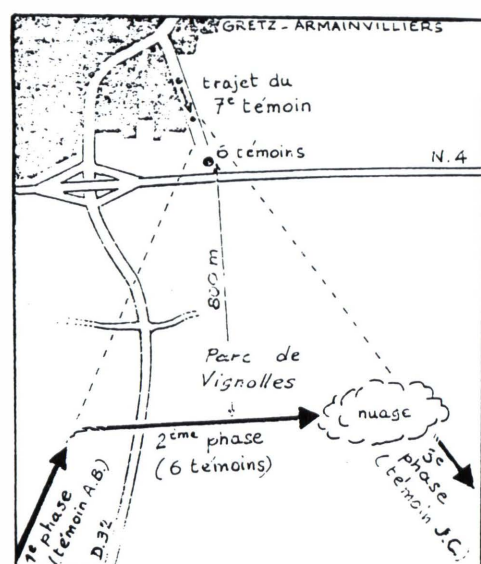 GRETZ-ARMAINVILLIERS
trajet du
7e témoin
6 témoins
N.4
800 m
Parc de
Vignolles
nuage
2ème phase
(6 témoins)
1e phase
(témoin A.B.)
D.32
3e phase
(témoin J.C.)